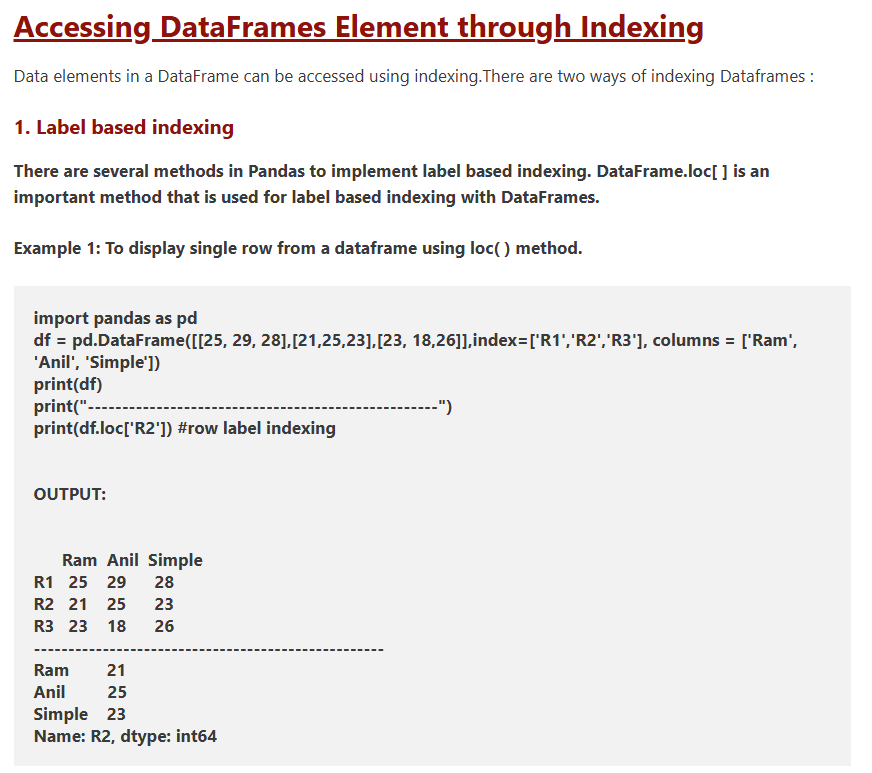 Accessing DataFrames Element through Indexing
Data elements in a DataFrame can be accessed using indexing.There are two ways of indexing Dataframes :
1. Label based indexing
There are several methods in Pandas to implement label based indexing. DataFrame.loc[ ] is an
important method that is used for label based indexing with DataFrames.
Example 1: To display single row from a dataframe using loc( ) method.
import pandas as pd
df = pd.DataFrame([[25, 29, 28],[21,25,23],[23, 18,26]],index=['R1','R2','R3'], columns = ['Ram',
'Anil', 'Simple'])
print(df)
print("---------------------------------------------------")
print(df.loc['R2']) #row label indexing
OUTPUT:
Ram Anil Simple
R1 25 29 28
R2 21 25 23
R3 23 18 26
---------------------------------------------------
Ram 21
Anil 25
Simple 23
Name: R2, dtype: int64